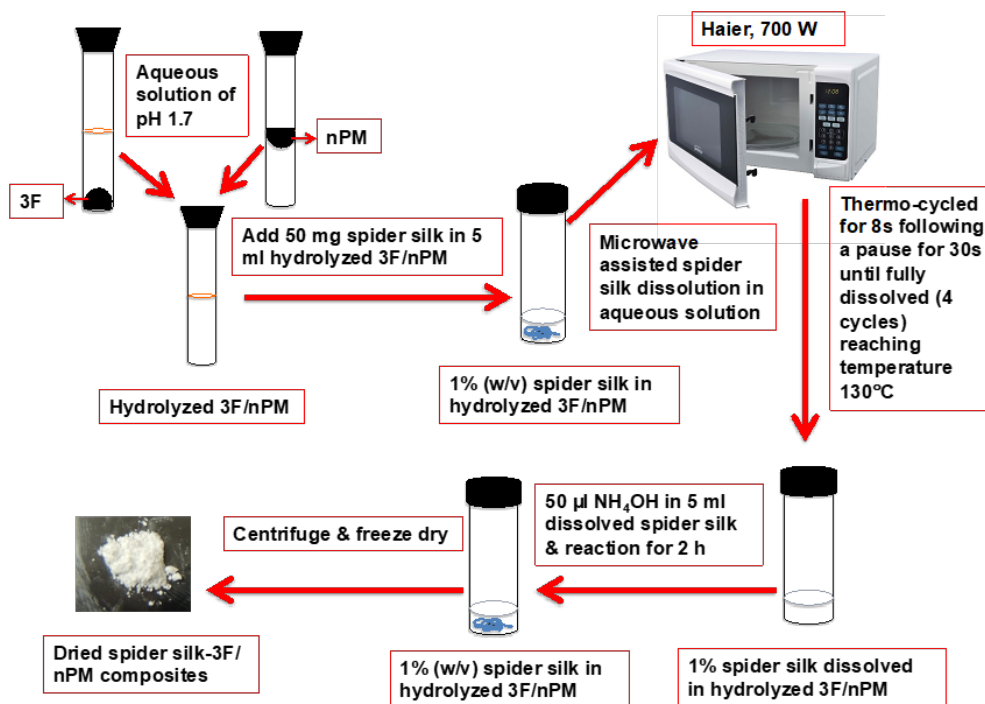 Haier, 700 W
Aqueous
solution of
pH 1.7
nPM
3F
Add 50 mg spider silk in 5
ml hydrolyzed 3F/nPM
Microwave
assisted spider
silk dissolution in
aqueous solution
Thermo-cycled
for 8s following
a pause for 30s
until fully
dissolved (4
cycles)
reaching
temperature
130°C
Hydrolyzed 3F/nPM
1% (w/v) spider silk in
hydrolyzed 3F/nPM
50 µl NH₄OH in 5 ml
dissolved spider silk
& reaction for 2 h
Centrifuge & freeze dry
Dried spider silk-3F/
nPM composites
1% (w/v) spider silk in
hydrolyzed 3F/nPM
1% spider silk dissolved
in hydrolyzed 3F/nPM